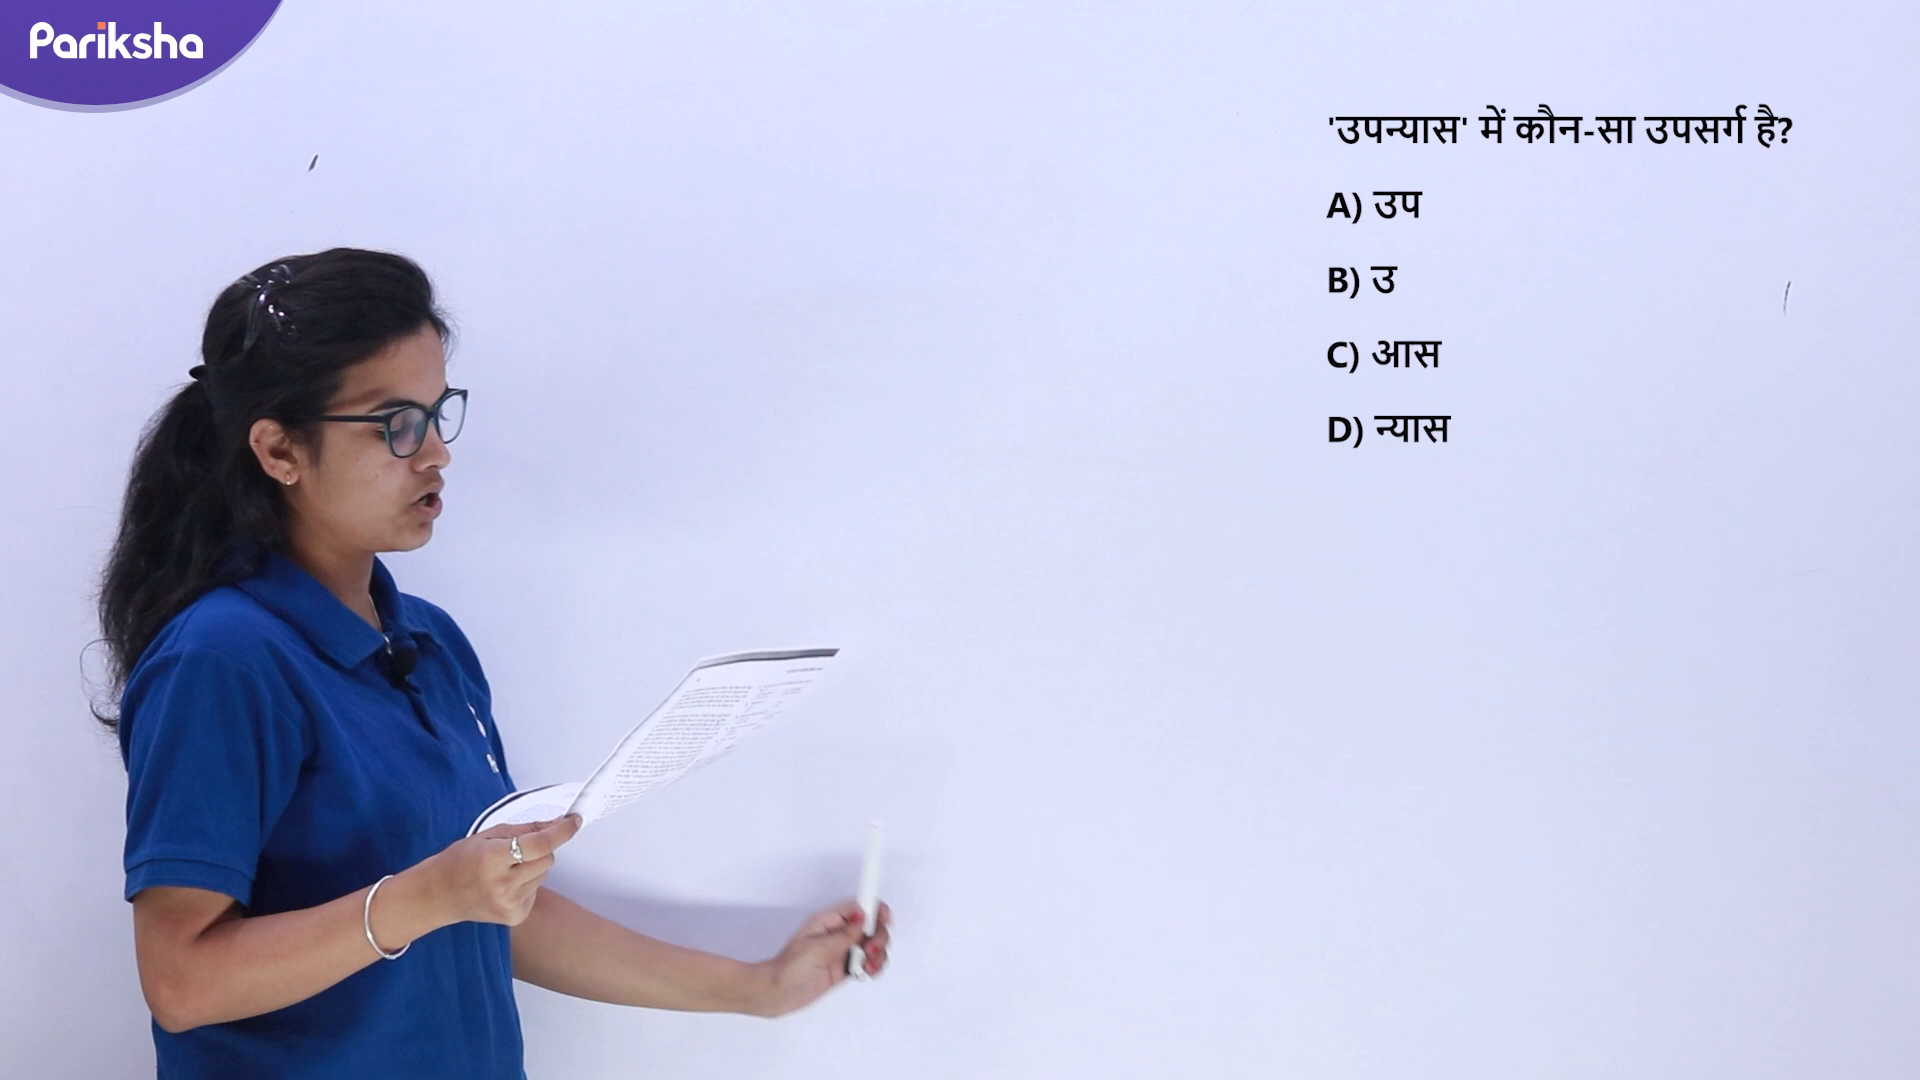 Pariksha
'उपन्यास' में कौन-सा उपसर्ग है?
A) उप
B) उ
C) आस
D) न्यास